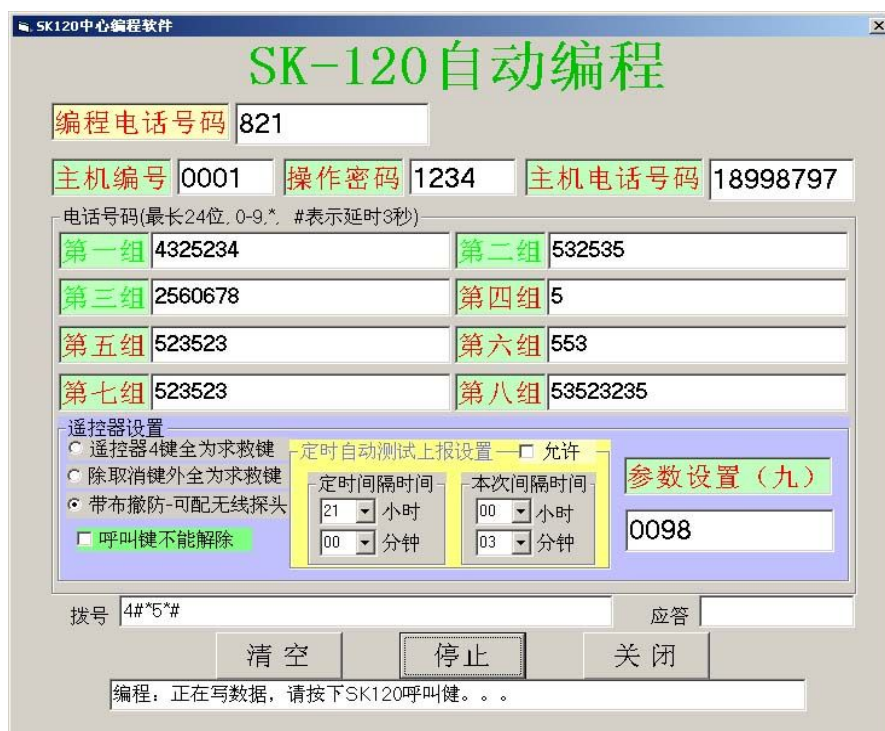 SK120中心编程软件
SK-120自动编程
编程电话号码 821
主机编号 0001 操作密码 1234 主机电话号码 18998797
电话号码(最长24位,0-9,*, #表示延时3秒)
第一组 4325234 第二组 532535
第三组 2560678 第四组 5
第五组 523523 第六组 553
第七组 523523 第八组 53523235
遥控器设置
遥控器4键全为求救键
除取消键外全为求救键
带布撤防-可配无线探头
呼叫键不能解除
定时自动测试上报设置 允许
定时间隔时间
21 小时
00 分钟
本次间隔时间
00 小时
03 分钟
参数设置（九）
0098
拨号 4#*5*# 应答
清空 停止 关闭
编程：正在写数据，请按下SK120呼叫健。。。